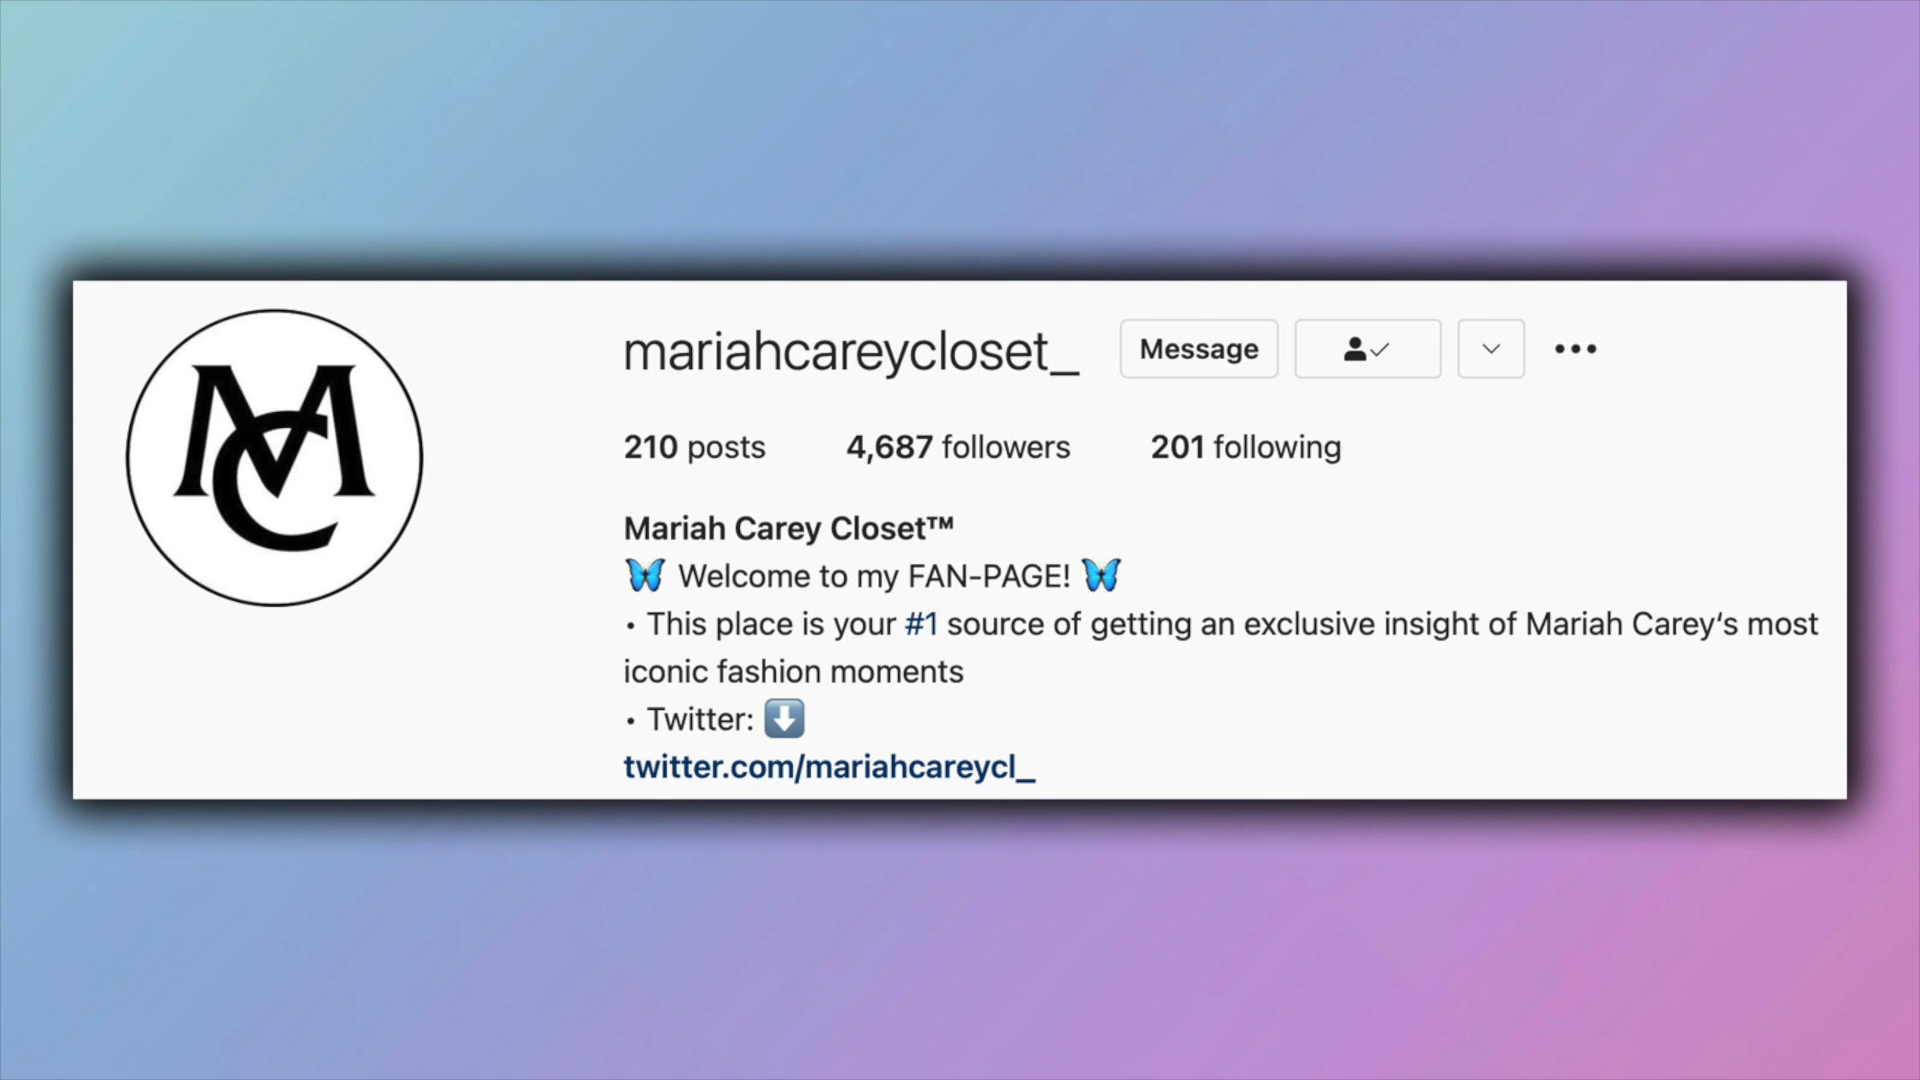 MC
mariahcareycloset_ Message
210 posts 4,687 followers 201 following
Mariah Carey Closet™
🦋 Welcome to my FAN-PAGE! 🦋
• This place is your #1 source of getting an exclusive insight of Mariah Carey‘s most
iconic fashion moments
• Twitter: ⬇️
twitter.com/mariahcareycl_